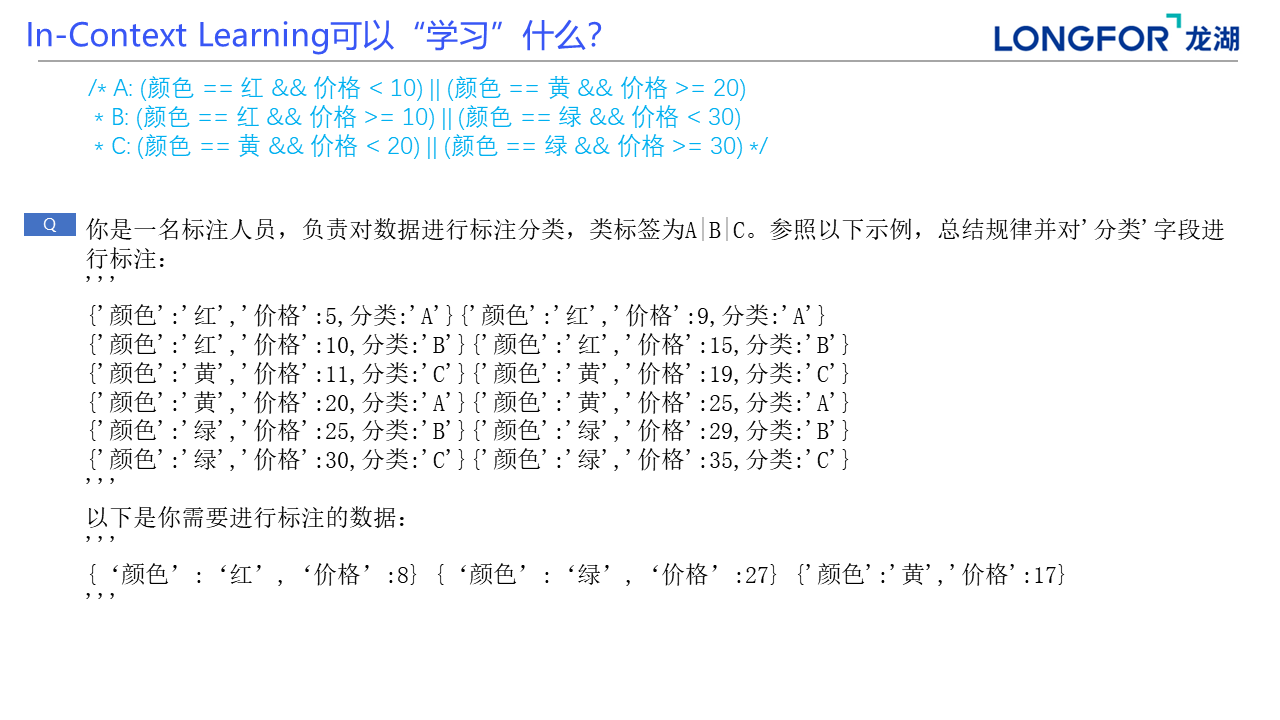 In-Context Learning可以“学习”什么?
LONGFOR 龙湖
/* A: (颜色 == 红 && 价格 < 10) || (颜色 == 黄 && 价格 >= 20)
* B: (颜色 == 红 && 价格 >= 10) || (颜色 == 绿 && 价格 < 30)
* C: (颜色 == 黄 && 价格 < 20) || (颜色 == 绿 && 价格 >= 30) */
Q
你是一名标注人员，负责对数据进行标注分类，类标签为A|B|C。参照以下示例，总结规律并对'分类'字段进
行标注：
'''
{'颜色':'红','价格':5,分类:'A'}{'颜色':'红','价格':9,分类:'A'}
{'颜色':'红','价格':10,分类:'B'}{'颜色':'红','价格':15,分类:'B'}
{'颜色':'黄','价格':11,分类:'C'}{'颜色':'黄','价格':19,分类:'C'}
{'颜色':'黄','价格':20,分类:'A'}{'颜色':'黄','价格':25,分类:'A'}
{'颜色':'绿','价格':25,分类:'B'}{'颜色':'绿','价格':29,分类:'B'}
{'颜色':'绿','价格':30,分类:'C'}{'颜色':'绿','价格':35,分类:'C'}
'''
以下是你需要进行标注的数据：
'''
{‘颜色’:‘红’,‘价格’:8} {‘颜色’:‘绿’,‘价格’:27} {'颜色':'黄','价格':17}
'''